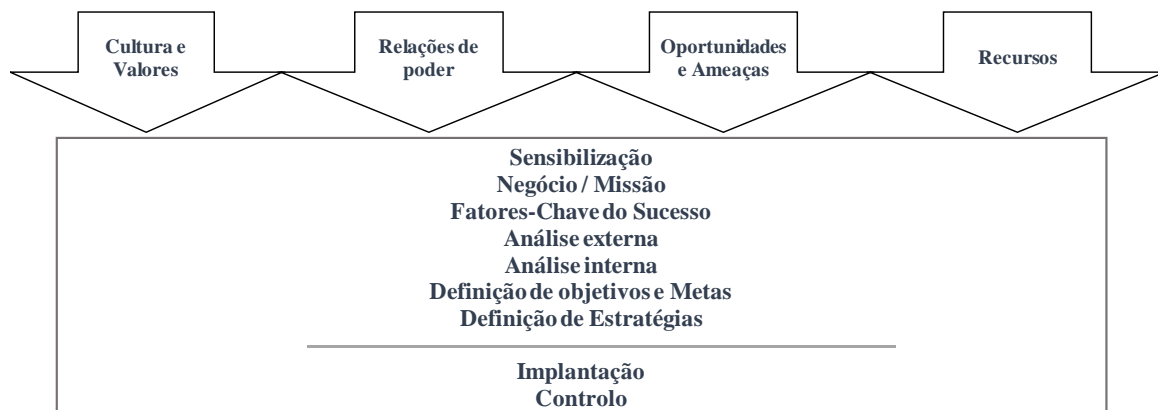 Cultura e
Valores
Relações de
poder
Oportunidades
e Ameaças
Recursos
Sensibilização
Negócio / Missão
Fatores-Chave do Sucesso
Análise externa
Análise interna
Definição de objetivos e Metas
Definição de Estratégias
Implantação
Controlo